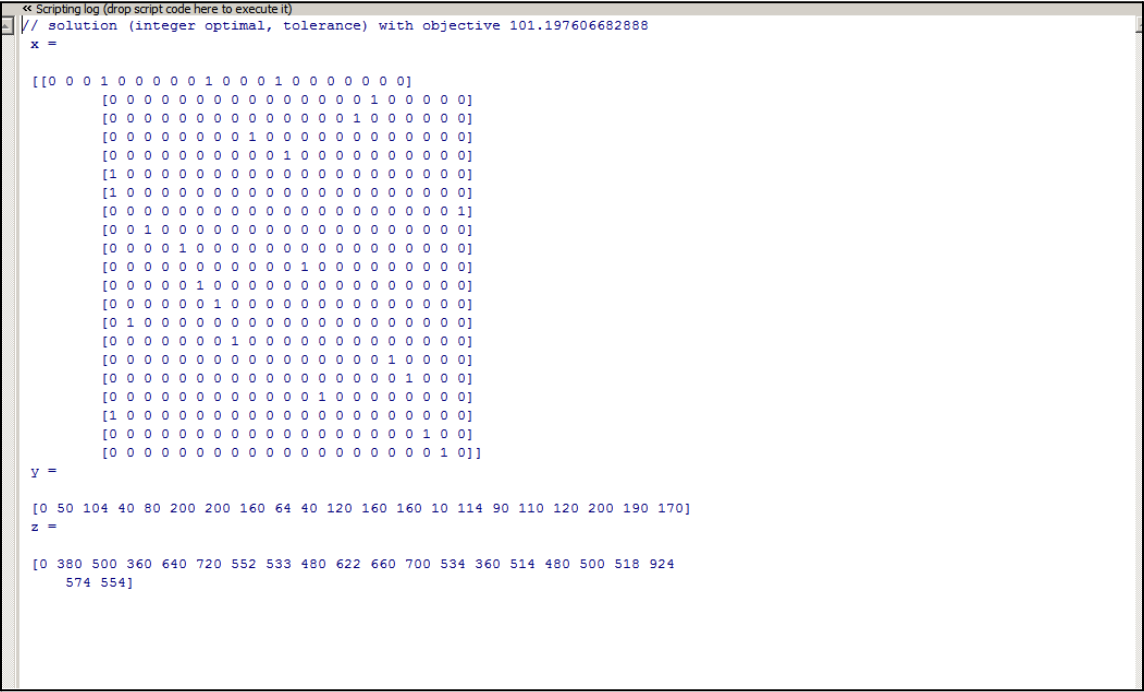 << Scripting log (drop script code here to execute it)
// solution (integer optimal, tolerance) with objective 101.197606682888
x =
[[0 0 0 1 0 0 0 0 0 1 0 0 0 1 0 0 0 0 0 0 0]
[0 0 0 0 0 0 0 0 0 0 0 0 0 0 0 1 0 0 0 0 0]
[0 0 0 0 0 0 0 0 0 0 0 0 0 0 1 0 0 0 0 0 0]
[0 0 0 0 0 0 0 0 1 0 0 0 0 0 0 0 0 0 0 0 0]
[0 0 0 0 0 0 0 0 0 0 1 0 0 0 0 0 0 0 0 0 0]
[1 0 0 0 0 0 0 0 0 0 0 0 0 0 0 0 0 0 0 0 0]
[1 0 0 0 0 0 0 0 0 0 0 0 0 0 0 0 0 0 0 0 0]
[0 0 0 0 0 0 0 0 0 0 0 0 0 0 0 0 0 0 0 0 1]
[0 0 1 0 0 0 0 0 0 0 0 0 0 0 0 0 0 0 0 0 0]
[0 0 0 0 1 0 0 0 0 0 0 0 0 0 0 0 0 0 0 0 0]
[0 0 0 0 0 0 0 0 0 0 0 1 0 0 0 0 0 0 0 0 0]
[0 0 0 0 0 1 0 0 0 0 0 0 0 0 0 0 0 0 0 0 0]
[0 0 0 0 0 0 1 0 0 0 0 0 0 0 0 0 0 0 0 0 0]
[0 1 0 0 0 0 0 0 0 0 0 0 0 0 0 0 0 0 0 0 0]
[0 0 0 0 0 0 0 1 0 0 0 0 0 0 0 0 0 0 0 0 0]
[0 0 0 0 0 0 0 0 0 0 0 0 0 0 0 0 1 0 0 0 0]
[0 0 0 0 0 0 0 0 0 0 0 0 0 0 0 0 0 1 0 0 0]
[0 0 0 0 0 0 0 0 0 0 0 0 1 0 0 0 0 0 0 0 0]
[1 0 0 0 0 0 0 0 0 0 0 0 0 0 0 0 0 0 0 0 0]
[0 0 0 0 0 0 0 0 0 0 0 0 0 0 0 0 0 0 1 0 0]
[0 0 0 0 0 0 0 0 0 0 0 0 0 0 0 0 0 0 0 1 0]]
y =
[0 50 104 40 80 200 200 160 64 40 120 160 160 10 114 90 110 120 200 190 170]
z =
[0 380 500 360 640 720 552 533 480 622 660 700 534 360 514 480 500 518 924
574 554]